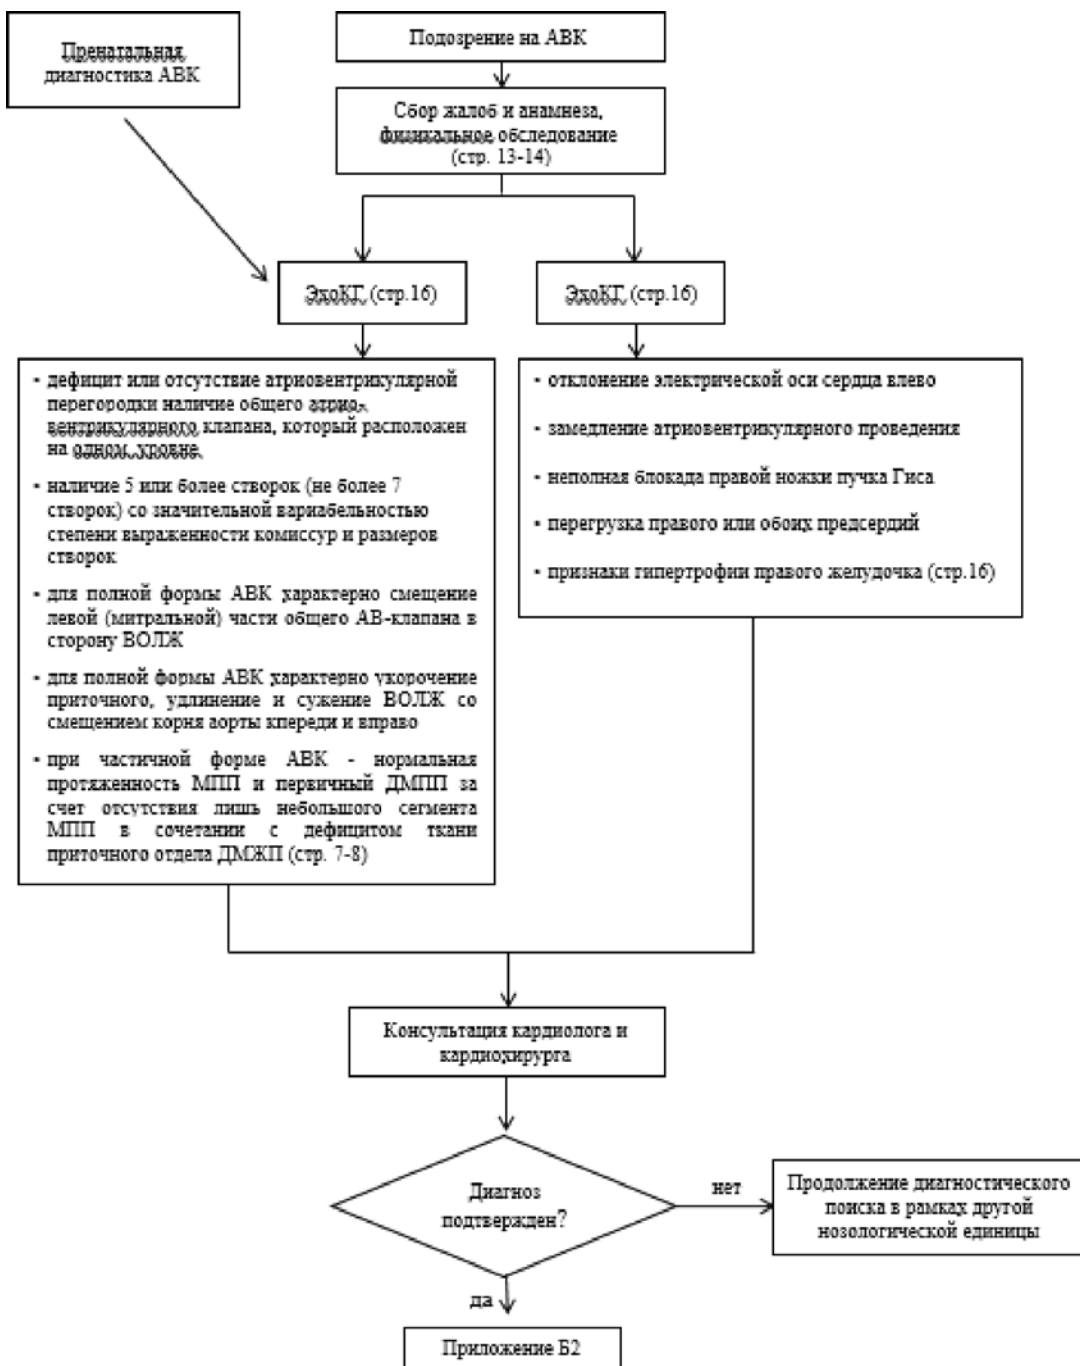 Пренатальная
диагностика АВК
Подозрение на АВК
Сбор жалоб и анамнеза,
физикальное обследование
(стр. 13-14)
ЭхоКГ (стр.16)
ЭхоКГ (стр.16)
▪ дефицит или отсутствие атриовентрикулярной
перегородки наличие общего атрио-
вентрикулярного клапана, который расположен
на одном уровне
▪ наличие 5 или более створок (не более 7
створок) со значительной вариабельностью
степени выраженности комиссур и размеров
створок
▪ для полной формы АВК характерно смещение
левой (митральной) части общего АВ-клапана в
сторону ВОЛЖ
▪ для полной формы АВК характерно укорочение
приточного, удлинение и сужение ВОЛЖ со
смещением корня аорты кпереди и вправо
▪ при частичной форме АВК - нормальная
протяженность МПП и первичный ДМПП за
счет отсутствия лишь небольшого сегмента
МПП в сочетании с дефицитом ткани
приточного отдела ДМЖП (стр. 7-8)
▪ отклонение электрической оси сердца влево
▪ замедление атриовентрикулярного проведения
▪ неполная блокада правой ножки пучка Гиса
▪ перегрузка правого или обоих предсердий
▪ признаки гипертрофии правого желудочка (стр.16)
Консультация кардиолога и
кардиохирурга
Диагноз
подтвержден?
нет
Продолжение диагностического
поиска в рамках другой
нозологической единицы
да
Приложение Б2